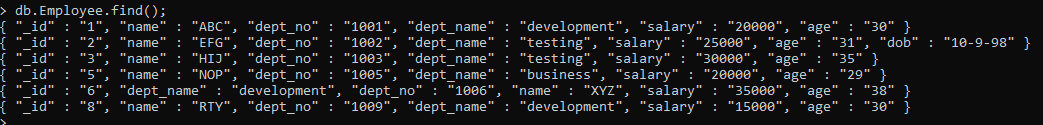 > db.Employee.find();
{ "_id" : "1", "name" : "ABC", "dept_no" : "1001", "dept_name" : "development", "salary" : "20000", "age" : "30" }
{ "_id" : "2", "name" : "EFG", "dept_no" : "1002", "dept_name" : "testing", "salary" : "25000", "age" : "31", "dob" : "10-9-98" }
{ "_id" : "3", "name" : "HIJ", "dept_no" : "1003", "dept_name" : "testing", "salary" : "30000", "age" : "35" }
{ "_id" : "5", "name" : "NOP", "dept_no" : "1005", "dept_name" : "business", "salary" : "20000", "age" : "29" }
{ "_id" : "6", "dept_name" : "development", "dept_no" : "1006", "name" : "XYZ", "salary" : "35000", "age" : "38" }
{ "_id" : "8", "name" : "RTY", "dept_no" : "1009", "dept_name" : "development", "salary" : "15000", "age" : "30" }
>